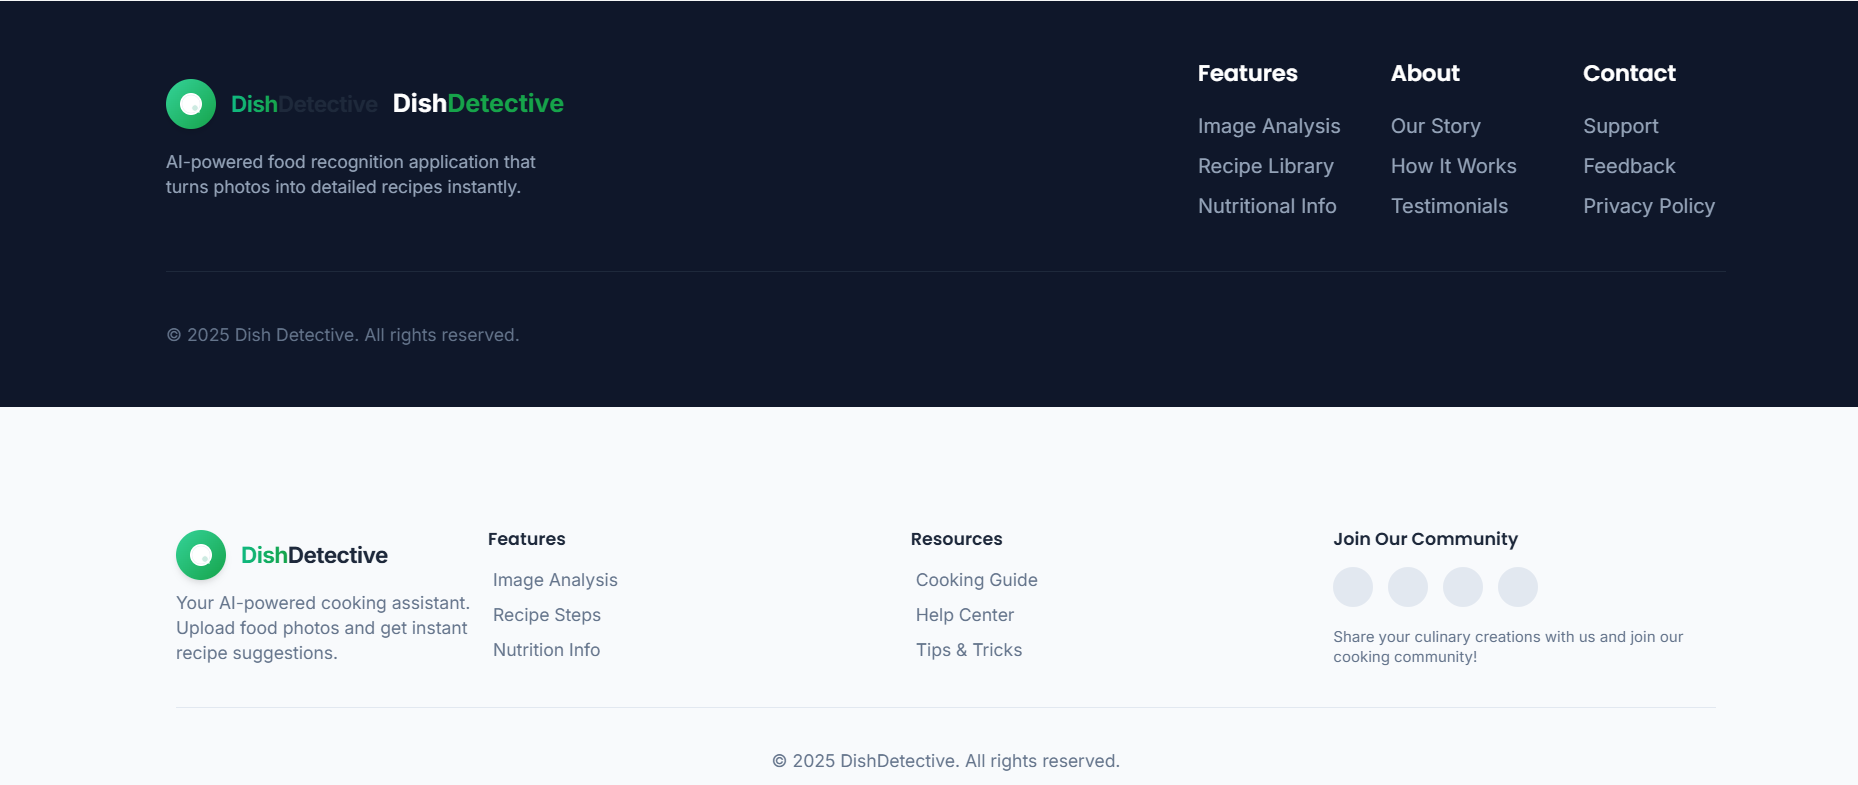 DishDetective DishDetective
AI-powered food recognition application that
turns photos into detailed recipes instantly.
Features
Image Analysis
Recipe Library
Nutritional Info
About
Our Story
How It Works
Testimonials
Contact
Support
Feedback
Privacy Policy
© 2025 Dish Detective. All rights reserved.
DishDetective
Your AI-powered cooking assistant.
Upload food photos and get instant
recipe suggestions.
Features
Image Analysis
Recipe Steps
Nutrition Info
Resources
Cooking Guide
Help Center
Tips & Tricks
Join Our Community
Share your culinary creations with us and join our
cooking community!
© 2025 DishDetective. All rights reserved.